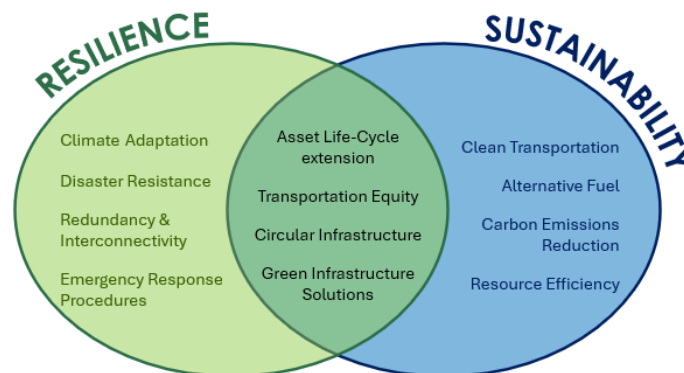 RESILIENCE
SUSTAINABILITY
Climate Adaptation
Disaster Resistance
Redundancy &
Interconnectivity
Emergency Response
Procedures
Asset Life-Cycle
extension
Transportation Equity
Circular Infrastructure
Green Infrastructure
Solutions
Clean Transportation
Alternative Fuel
Carbon Emissions
Reduction
Resource Efficiency